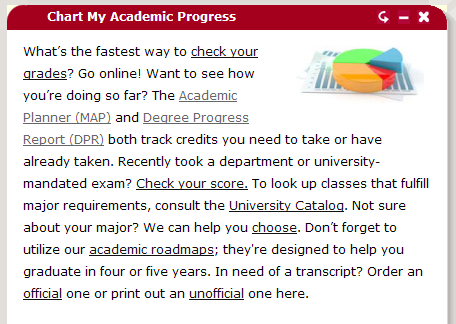 Chart My Academic Progress
What's the fastest way to check your
grades? Go online! Want to see how
you're doing so far? The Academic
Planner (MAP) and Degree Progress
Report (DPR) both track credits you need to take or have
already taken. Recently took a department or university-
mandated exam? Check your score. To look up classes that fulfill
major requirements, consult the University Catalog. Not sure
about your major? We can help you choose. Don't forget to
utilize our academic roadmaps; they're designed to help you
graduate in four or five years. In need of a transcript? Order an
official one or print out an unofficial one here.